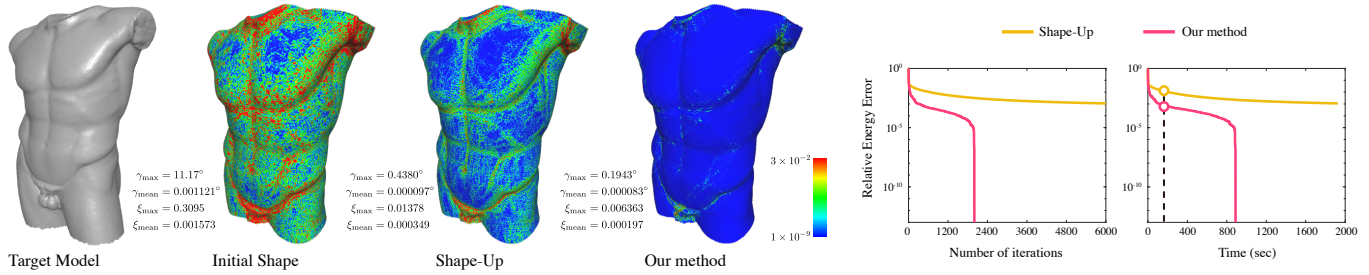 γmax = 11.17°
γmean = 0.001121°
ξmax = 0.3095
ξmean = 0.001573
γmax = 0.4380°
γmean = 0.000097°
ξmax = 0.01378
ξmean = 0.000349
γmax = 0.1943°
γmean = 0.000083°
ξmax = 0.006363
ξmean = 0.000197
3 × 10⁻²
1 × 10⁻⁹
Target Model
Initial Shape
Shape-Up
Our method
Shape-Up
Our method
Relative Energy Error
10⁰
10⁻⁵
10⁻¹⁰
0 1200 2400 3600 4800 6000
Number of iterations
10⁰
10⁻⁵
10⁻¹⁰
0 400 800 1200 1600 2000
Time (sec)